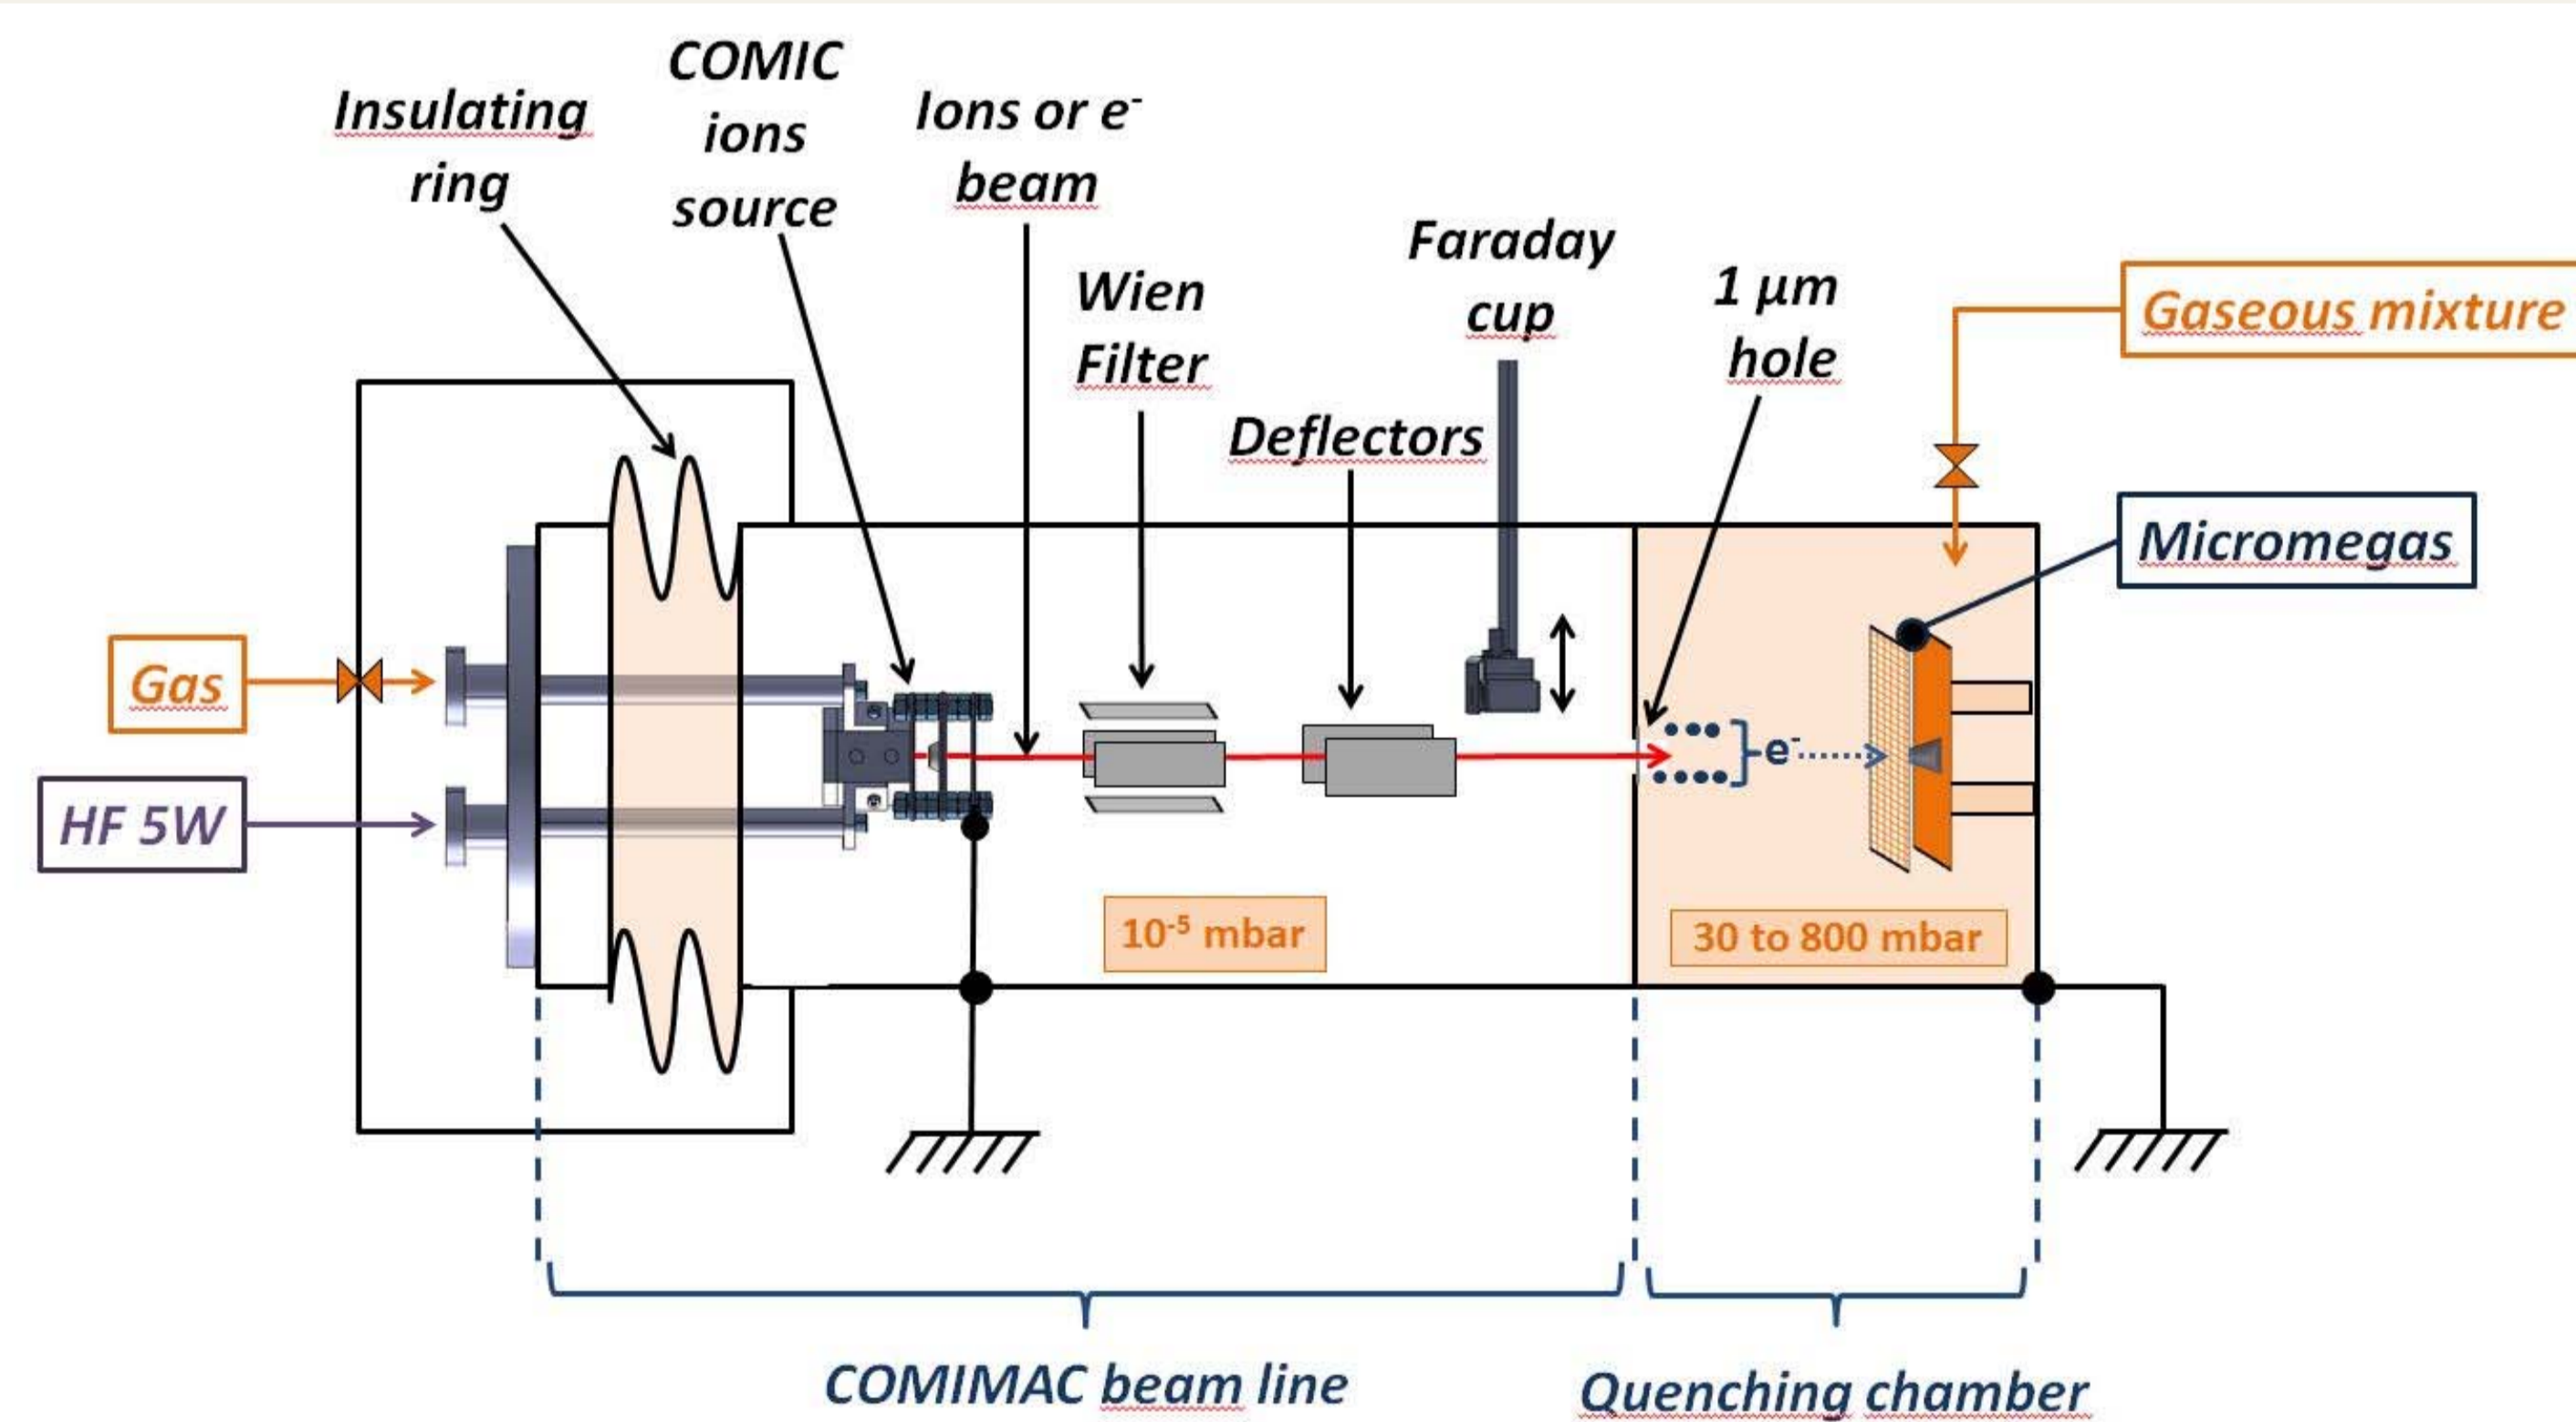 COMIC
ions
source
Insulating
ring
Ions or e⁻
beam
Wien
Filter
Faraday
cup
Deflectors
1 µm
hole
Gaseous mixture
Micromegas
Gas
HF 5W
e⁻
10⁻⁵ mbar
30 to 800 mbar
COMIMAC beam line
Quenching chamber